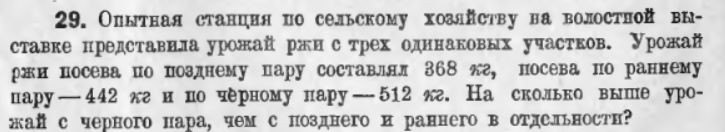 29. Опытная станция по сельскому хозяйству на волостной вы-
ставке представила урожай ржи с трех одинаковых участков. Урожай
ржи посева по позднему пару составлял 368 кг, посева по раннему
пару — 442 кг и по чёрному пару — 512 кг. На сколько выше уро-
жай с черного пара, чем с позднего и раннего в отдельности?